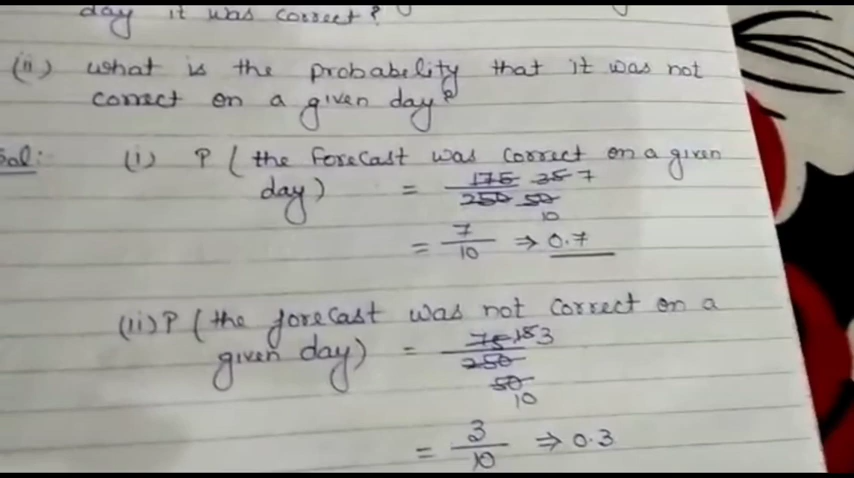 day it was correct?
(ii) what is the probabelity that it was not
correct on a given day?
Sol: (i) P (the forecast was correct on a given
day) = 175 35 7
250 50
10
= 7
10 ⇒ 0.7
(ii) P (the forecast was not correct on a
given day) = 75 15 3
250
50
10
= 3
10 ⇒ 0.3